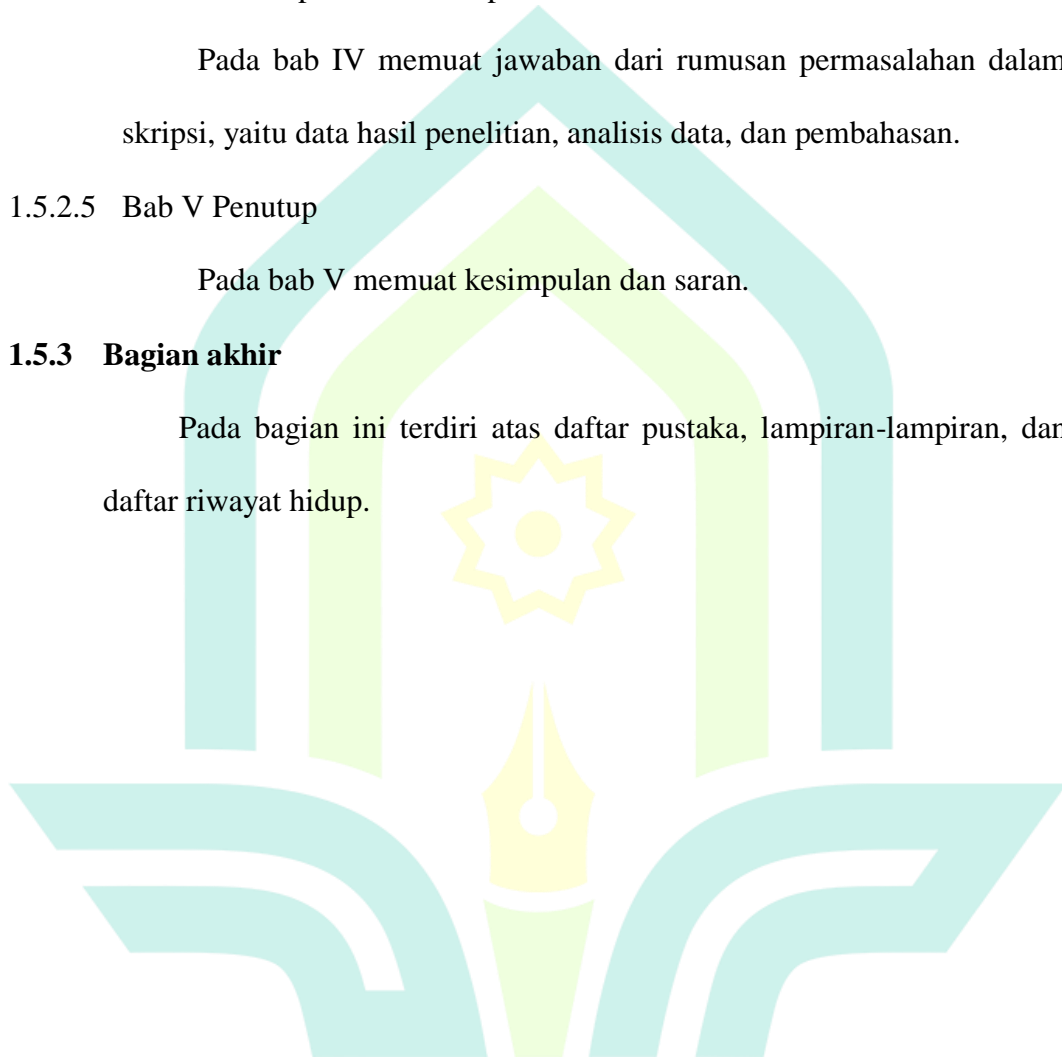 Pada bab IV memuat jawaban dari rumusan permasalahan dalam
skripsi, yaitu data hasil penelitian, analisis data, dan pembahasan.
1.5.2.5 Bab V Penutup
Pada bab V memuat kesimpulan dan saran.
1.5.3 Bagian akhir
Pada bagian ini terdiri atas daftar pustaka, lampiran-lampiran, dan
daftar riwayat hidup.